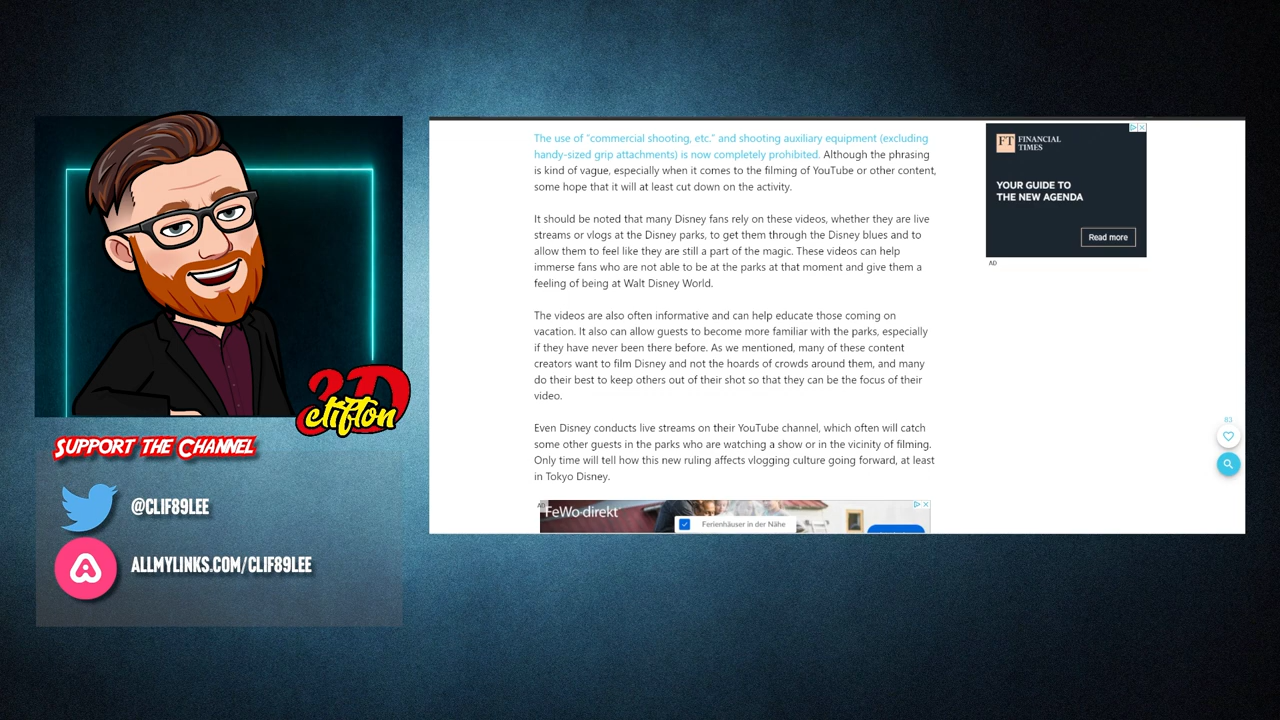 3D
clifton
SUPPORT THE CHANNEL
@CLIF89LEE
ALLMYLINKS.COM/CLIF89LEE
The use of "commercial shooting, etc." and shooting auxiliary equipment (excluding
handy-sized grip attachments) is now completely prohibited. Although the phrasing
is kind of vague, especially when it comes to the filming of YouTube or other content,
some hope that it will at least cut down on the activity.
It should be noted that many Disney fans rely on these videos, whether they are live
streams or vlogs at the Disney parks, to get them through the Disney blues and to
allow them to feel like they are still a part of the magic. These videos can help
immerse fans who are not able to be at the parks at that moment and give them a
feeling of being at Walt Disney World.
The videos are also often informative and can help educate those coming on
vacation. It also can allow guests to become more familiar with the parks, especially
if they have never been there before. As we mentioned, many of these content
creators want to film Disney and not the hoards of crowds around them, and many
do their best to keep others out of their shot so that they can be the focus of their
video.
Even Disney conducts live streams on their YouTube channel, which often will catch
some other guests in the parks who are watching a show or in the vicinity of filming.
Only time will tell how this new ruling affects vlogging culture going forward, at least
in Tokyo Disney.
AD
FeWo-direkt
Ferienhäuser in der Nähe
FT FINANCIAL
TIMES
YOUR GUIDE TO
THE NEW AGENDA
Read more
AD
83